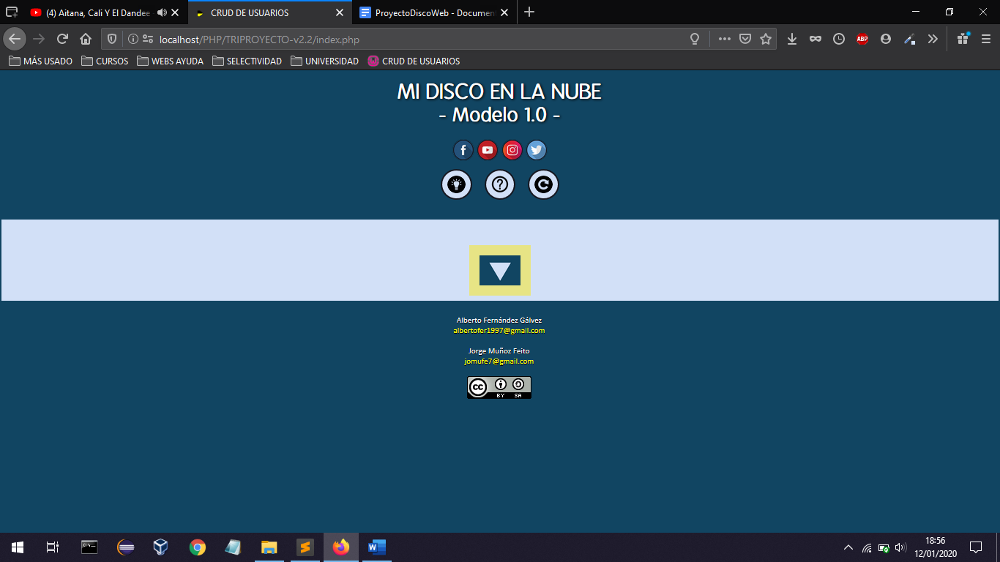 (4) Aitana, Cali Y El Dandee
CRUD DE USUARIOS
ProyectoDiscoWeb - Documen
localhost/PHP/TRIPROYECTO-v2.2/index.php
ABP
MÁS USADO
CURSOS
WEBS AYUDA
SELECTIVIDAD
UNIVERSIDAD
CRUD DE USUARIOS
MI DISCO EN LA NUBE
- Modelo 1.0 -
Alberto Fernández Gálvez
albertofer1997@gmail.com
Jorge Muñoz Feito
jomufe7@gmail.com
cc
BY SA
18:56
12/01/2020